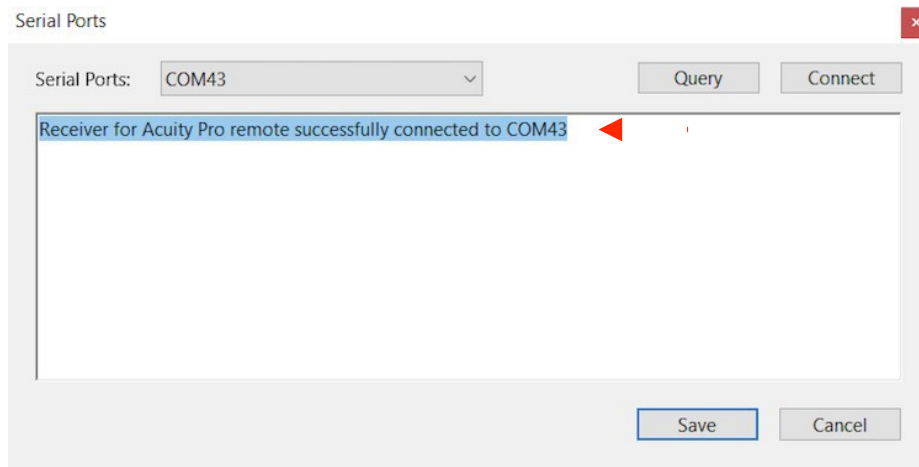 Serial Ports
Serial Ports: COM43 Query Connect
Receiver for Acuity Pro remote successfully connected to COM43
Save Cancel